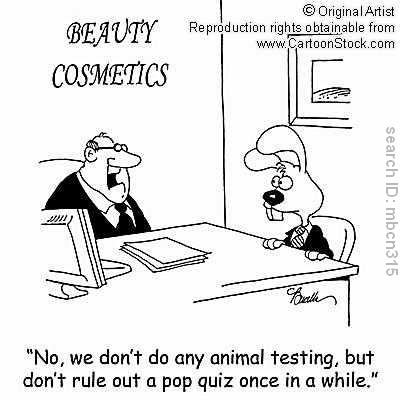 © Original Artist
Reproduction rights obtainable from
www.CartoonStock.com
BEAUTY
COSMETICS
search ID: mbcn315
"No, we don't do any animal testing, but
don't rule out a pop quiz once in a while."